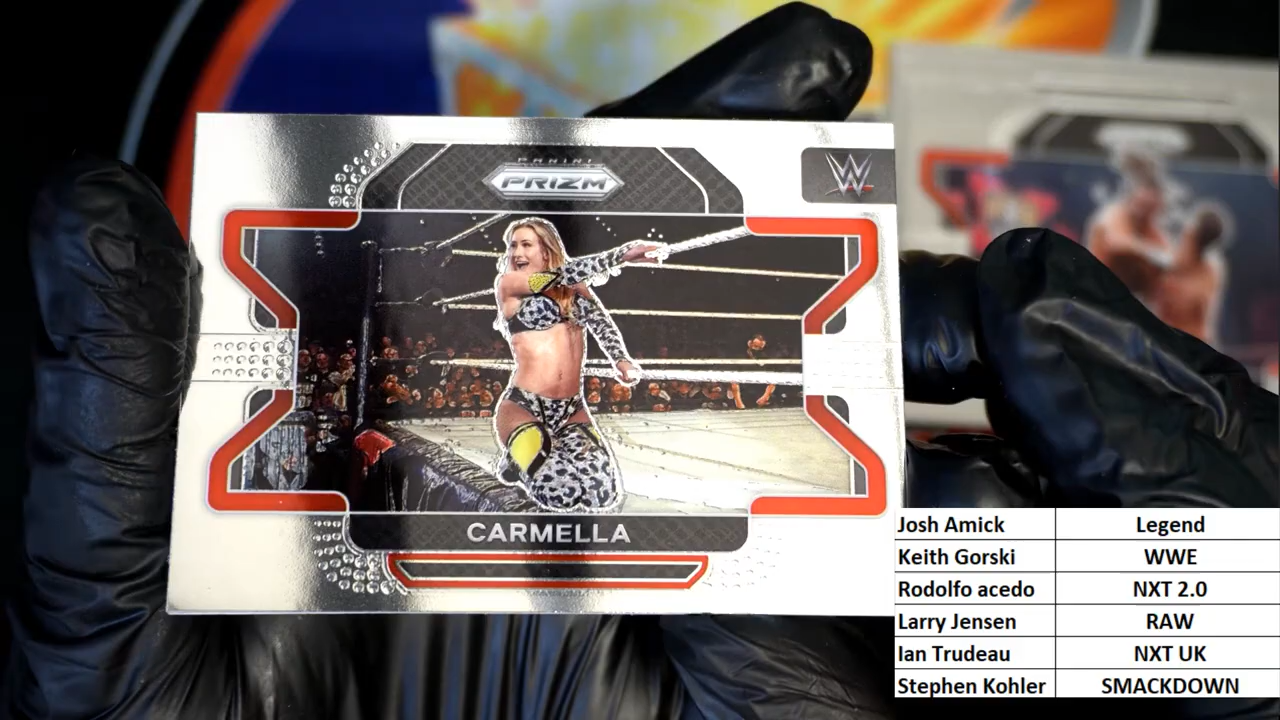 PANINI
PRIZM
W
CARMELLA
Josh Amick Legend
Keith Gorski WWE
Rodolfo acedo NXT 2.0
Larry Jensen RAW
Ian Trudeau NXT UK
Stephen Kohler SMACKDOWN